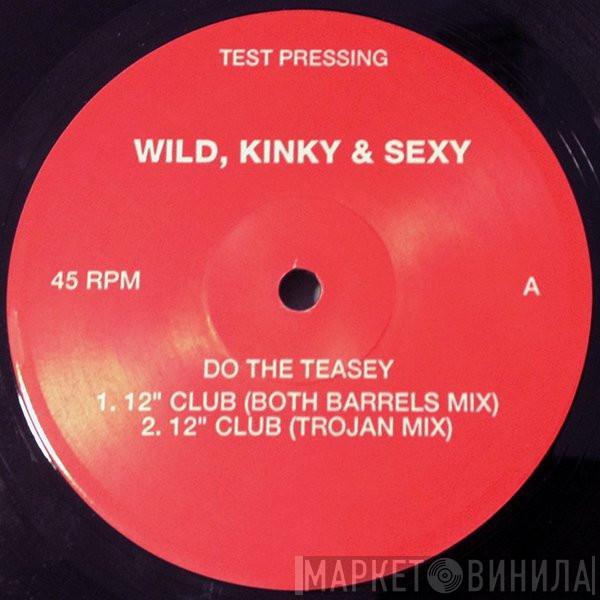 TEST PRESSING
WILD, KINKY & SEXY
45 RPM
A
DO THE TEASEY
1. 12" CLUB (BOTH BARRELS MIX)
2. 12" CLUB (TROJAN MIX)
МАРКЕТ ВИНИЛА